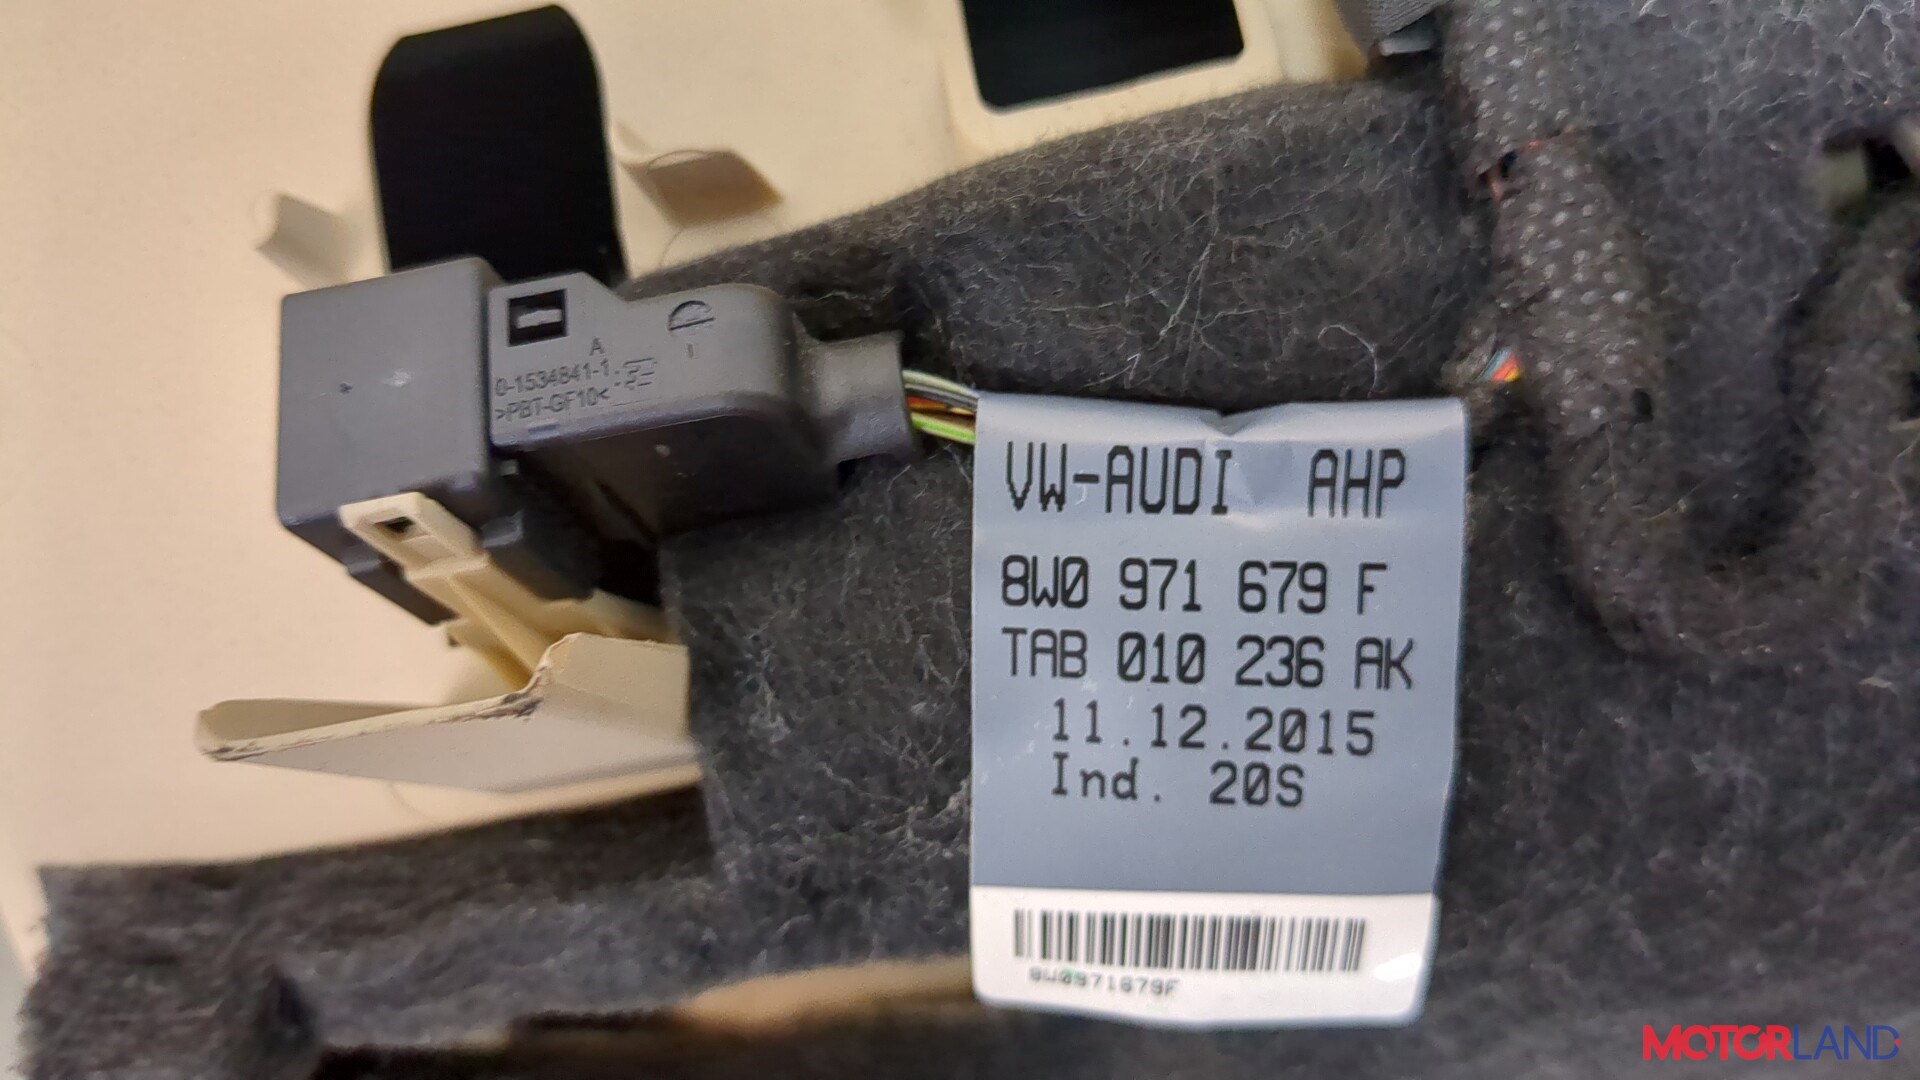 A
0-1534841-1
>PBT-GF10<
VW-AUDI AHP
8W0 971 679 F
TAB 010 236 AK
11.12.2015
Ind. 20S
8W0971679F
MOTORLAND